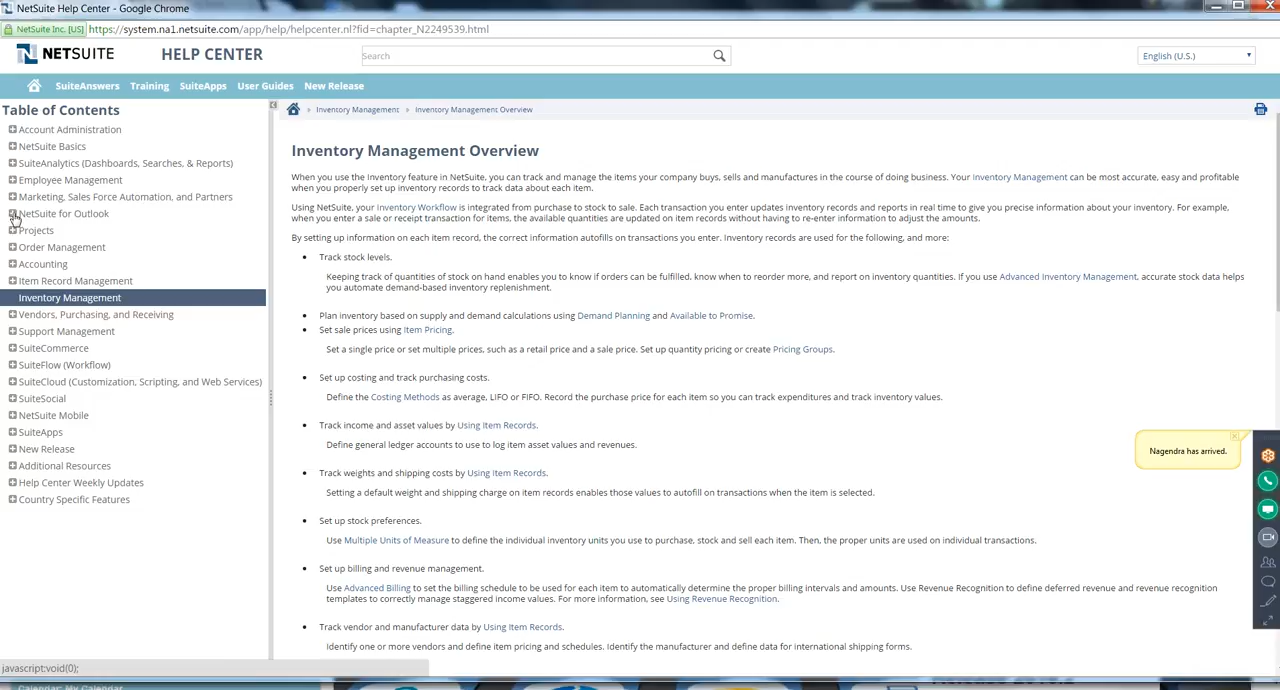 NetSuite Help Center - Google Chrome
NetSuite Inc. [US] https://system.na1.netsuite.com/app/help/helpcenter.nl?fid=chapter_N2249539.html
NETSUITE HELP CENTER Search English (U.S.)
SuiteAnswers Training SuiteApps User Guides New Release
Table of Contents
Account Administration
NetSuite Basics
SuiteAnalytics (Dashboards, Searches, & Reports)
Employee Management
Marketing, Sales Force Automation, and Partners
NetSuite for Outlook
Projects
Order Management
Accounting
Item Record Management
Inventory Management
Vendors, Purchasing, and Receiving
Support Management
SuiteCommerce
SuiteFlow (Workflow)
SuiteCloud (Customization, Scripting, and Web Services)
SuiteSocial
NetSuite Mobile
SuiteApps
New Release
Additional Resources
Help Center Weekly Updates
Country Specific Features
Inventory Management » Inventory Management Overview
Inventory Management Overview
When you use the Inventory feature in NetSuite, you can track and manage the items your company buys, sells and manufactures in the course of doing business. Your Inventory Management can be most accurate, easy and profitable
when you properly set up inventory records to track data about each item.
Using NetSuite, your Inventory Workflow is integrated from purchase to stock to sale. Each transaction you enter updates inventory records and reports in real time to give you precise information about your inventory. For example,
when you enter a sale or receipt transaction for items, the available quantities are updated on item records without having to re-enter information to adjust the amounts.
By setting up information on each item record, the correct information autofills on transactions you enter. Inventory records are used for the following, and more:
• Track stock levels.
Keeping track of quantities of stock on hand enables you to know if orders can be fulfilled, know when to reorder more, and report on inventory quantities. If you use Advanced Inventory Management, accurate stock data helps
you automate demand-based inventory replenishment.
• Plan inventory based on supply and demand calculations using Demand Planning and Available to Promise.
• Set sale prices using Item Pricing.
Set a single price or set multiple prices, such as a retail price and a sale price. Set up quantity pricing or create Pricing Groups.
• Set up costing and track purchasing costs.
Define the Costing Methods as average, LIFO or FIFO. Record the purchase price for each item so you can track expenditures and track inventory values.
• Track income and asset values by Using Item Records.
Define general ledger accounts to use to log item asset values and revenues.
• Track weights and shipping costs by Using Item Records.
Setting a default weight and shipping charge on item records enables those values to autofill on transactions when the item is selected.
• Set up stock preferences.
Use Multiple Units of Measure to define the individual inventory units you use to purchase, stock and sell each item. Then, the proper units are used on individual transactions.
• Set up billing and revenue management.
Use Advanced Billing to set the billing schedule to be used for each item to automatically determine the proper billing intervals and amounts. Use Revenue Recognition to define deferred revenue and revenue recognition
templates to correctly manage staggered income values. For more information, see Using Revenue Recognition.
• Track vendor and manufacturer data by Using Item Records.
Identify one or more vendors and define item pricing and schedules. Identify the manufacturer and define data for international shipping forms.
Nagendra has arrived.
javascript:void(0);
Calendar: My Calendar